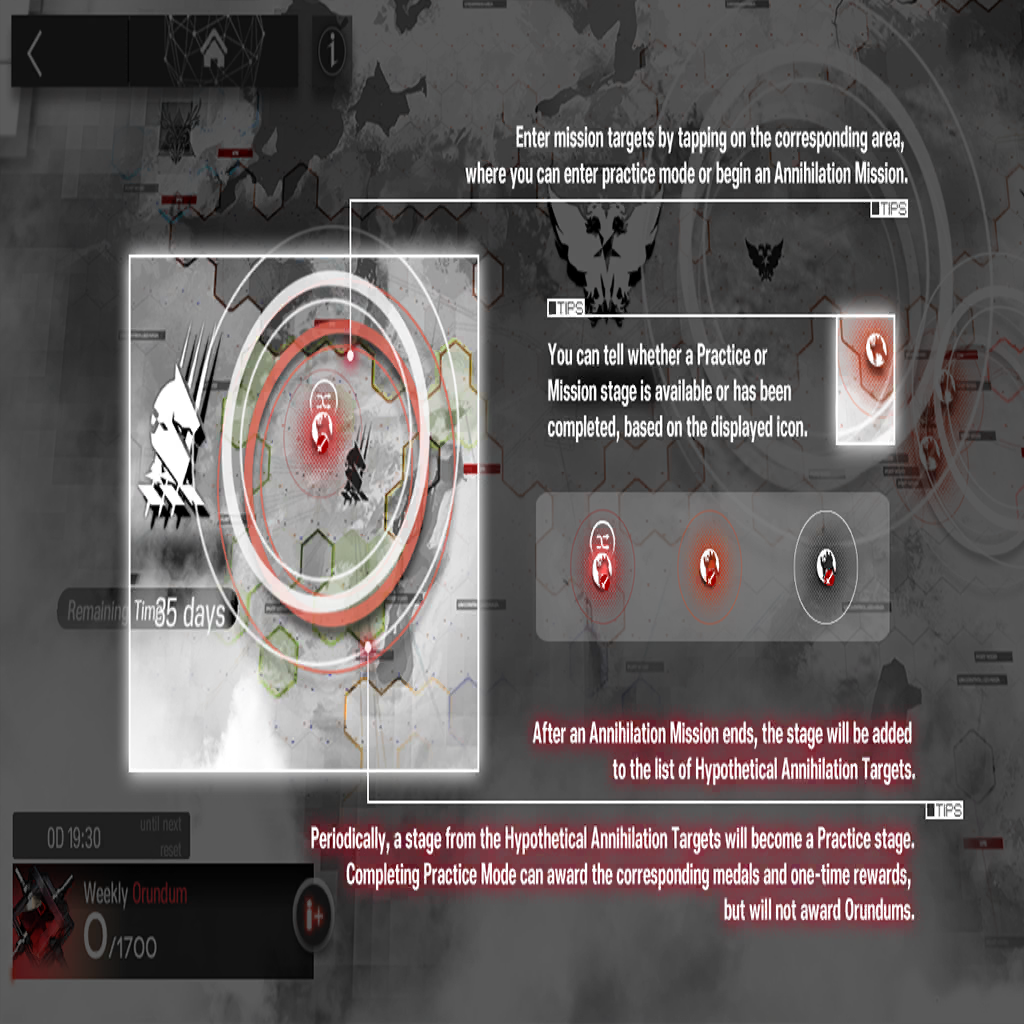 Enter mission targets by tapping on the corresponding area,
where you can enter practice mode or begin an Annihilation Mission.
TIPS
TIPS
You can tell whether a Practice or
Mission stage is available or has been
completed, based on the displayed icon.
Remaining Time
35 days
After an Annihilation Mission ends, the stage will be added
to the list of Hypothetical Annihilation Targets.
TIPS
Periodically, a stage from the Hypothetical Annihilation Targets will become a Practice stage.
Completing Practice Mode can award the corresponding medals and one-time rewards,
but will not award Orundums.
0D 19:30
until next
reset
Weekly Orundum
0/1700